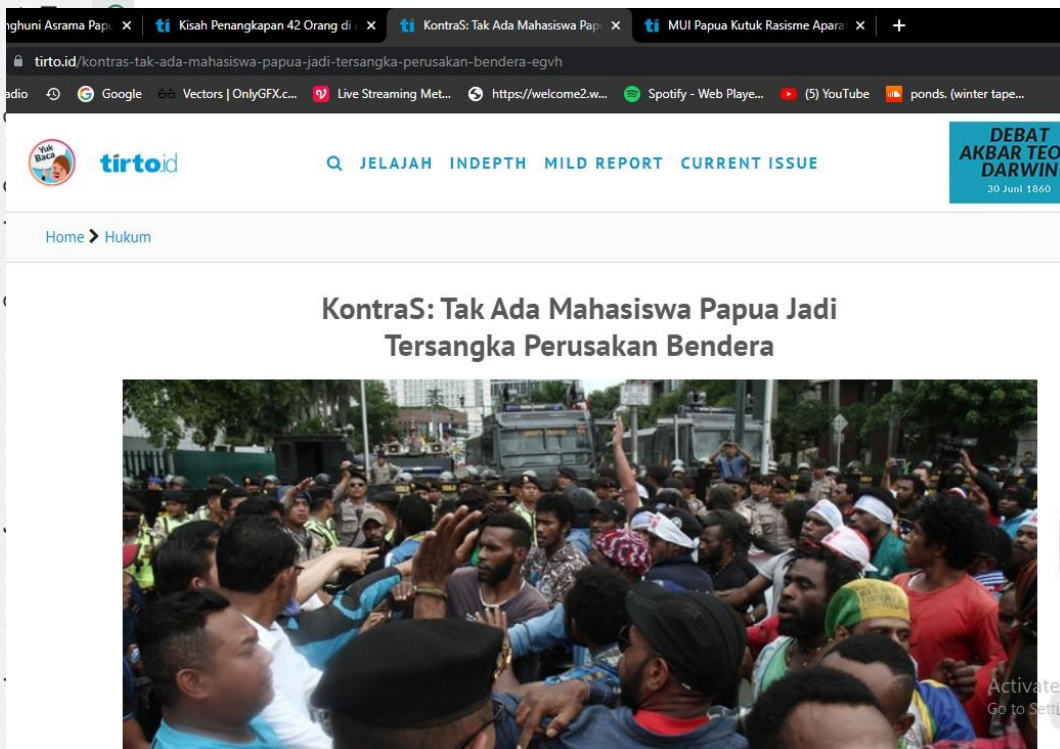 nghuni Asrama Pap
Kisah Penangkapan 42 Orang di
KontraS: Tak Ada Mahasiswa Pap
MUI Papua Kutuk Rasisme Apara
tirto.id/kontras-tak-ada-mahasiswa-papua-jadi-tersangka-perusakan-bendera-egvh
adio
Google
Vectors | OnlyGFX.c...
Live Streaming Met...
https://welcome2.w...
Spotify - Web Playe...
(5) YouTube
ponds. (winter tape...
Yuk Baca
tirto.id
JELAJAH INDEPTH MILD REPORT CURRENT ISSUE
DEBAT
AKBAR TEO
DARWIN
30 Juni 1860
Home > Hukum
KontraS: Tak Ada Mahasiswa Papua Jadi
Tersangka Perusakan Bendera
Activate
Go to Setti